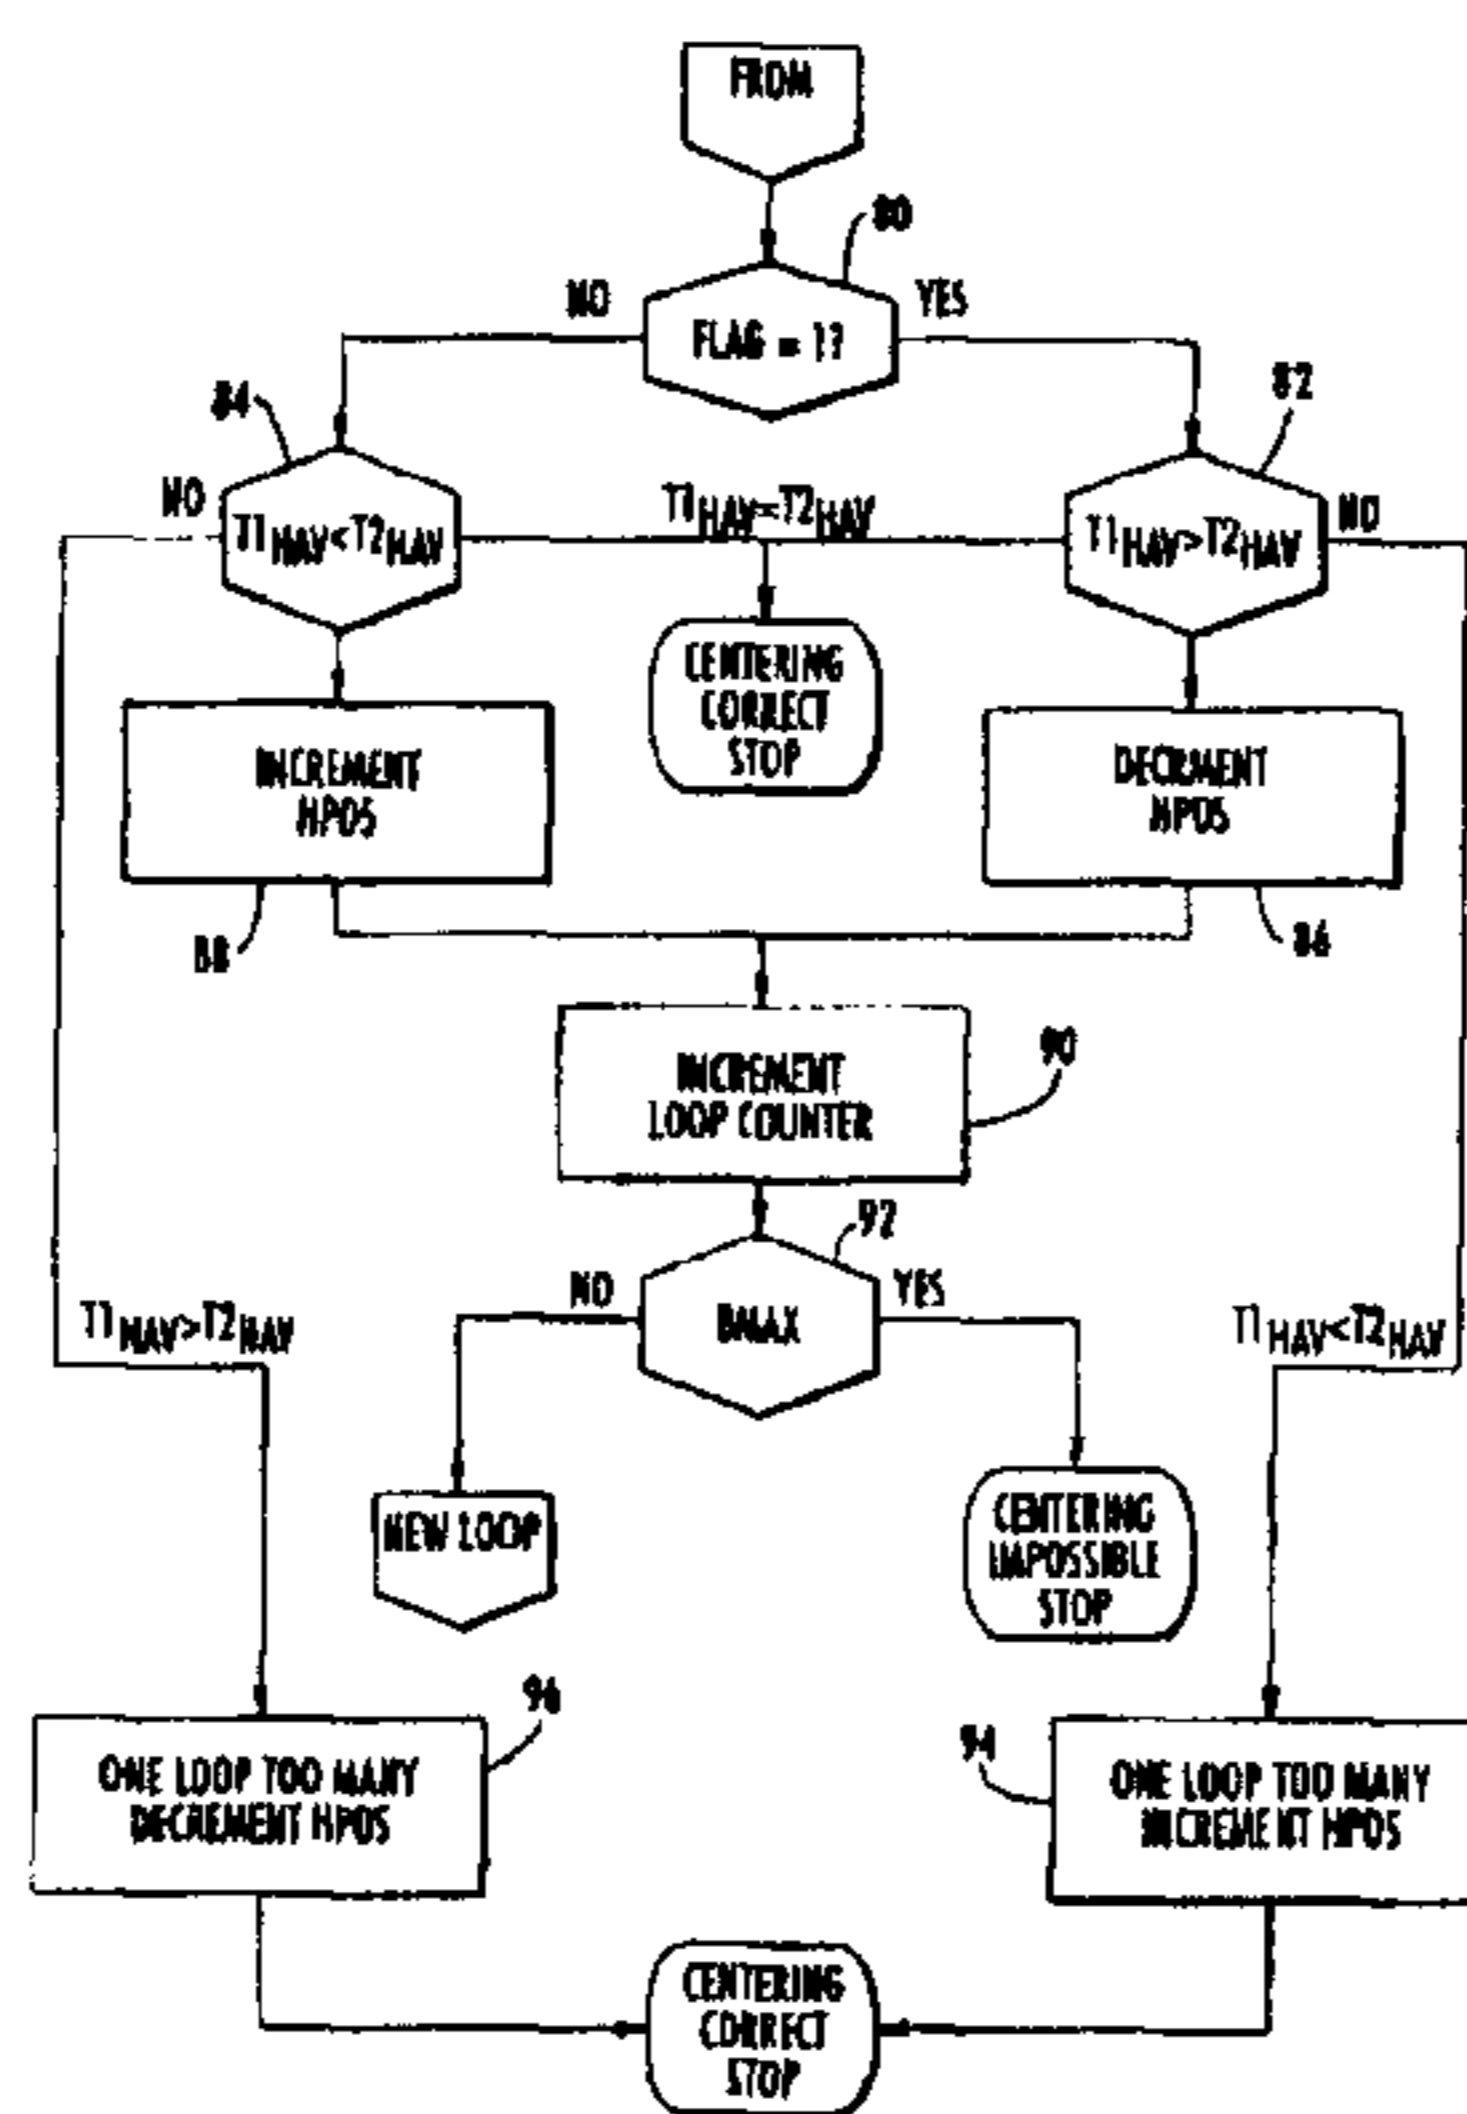 FROM
80
NO
YES
FLAG = 1?
84
82
NO
T1HAV<T2HAV
T1HAV=T2HAV
T1HAV>T2HAV
NO
CENTERING
CORRECT
STOP
INCREMENT
HPOS
DECRMENT
HPOS
88
86
INCREMENT
LOOP COUNTER
90
92
NO
YES
BMAX
T1HAV>T2HAV
T1HAV<T2HAV
NEW LOOP
CENTERING
IMPOSSIBLE
STOP
96
94
ONE LOOP TOO MANY
DECREMENT HPOS
ONE LOOP TOO MANY
INCREMENT HPOS
CENTERING
CORRECT
STOP